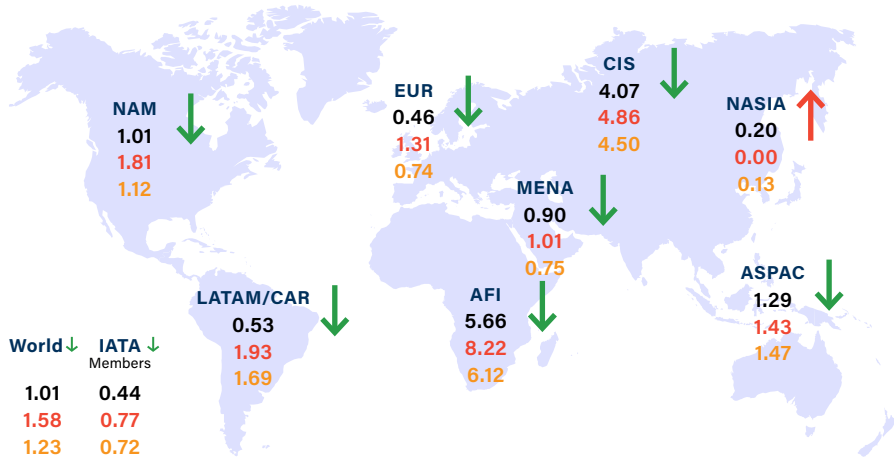 NAM
1.01
1.81
1.12
EUR
0.46
1.31
0.74
CIS
4.07
4.86
4.50
NASIA
0.20
0.00
0.13
MENA
0.90
1.01
0.75
LATAM/CAR
0.53
1.93
1.69
AFI
5.66
8.22
6.12
ASPAC
1.29
1.43
1.47
World↓ IATA ↓
Members
1.01 0.44
1.58 0.77
1.23 0.72